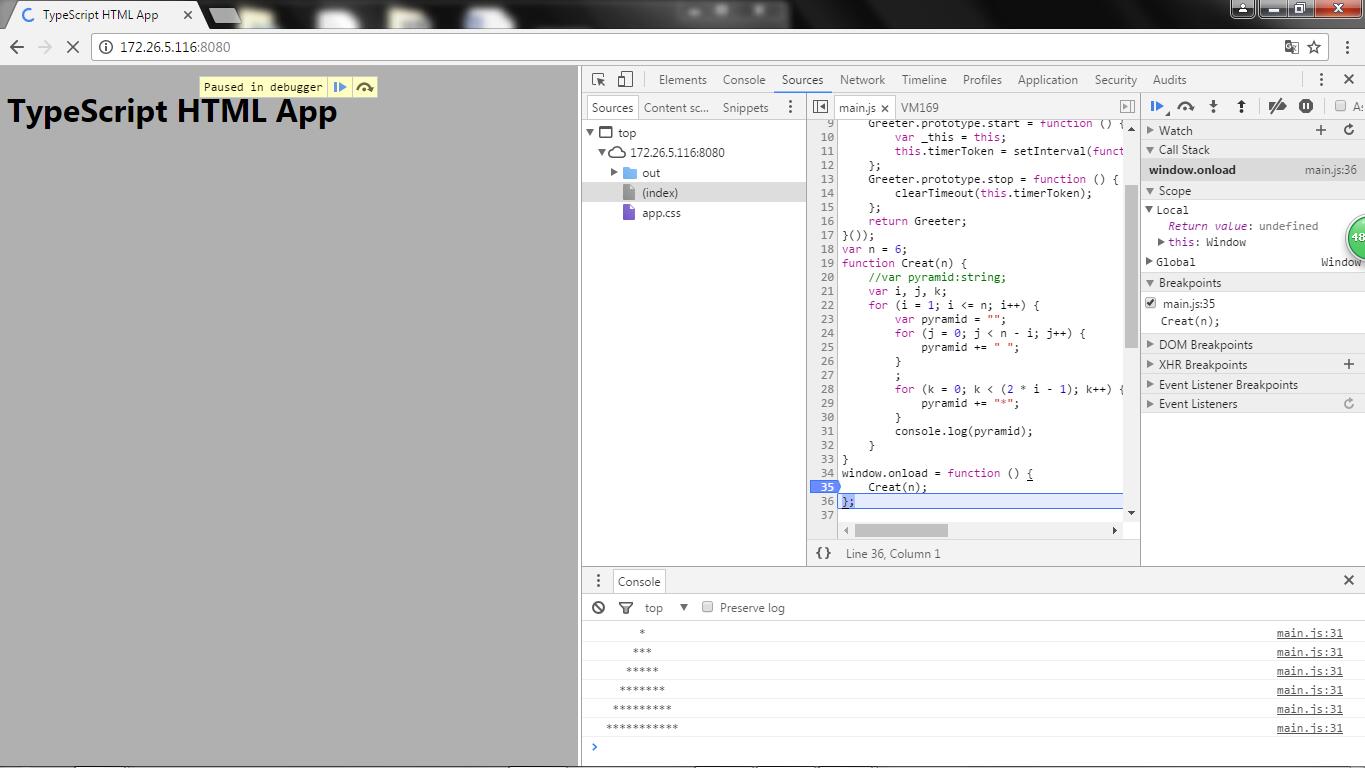 TypeScript HTML App
172.26.5.116:8080
Paused in debugger
TypeScript HTML App
Elements Console Sources Network Timeline Profiles Application Security Audits
Sources Content sc... Snippets
top
172.26.5.116:8080
out
(index)
app.css
main.js VM169
9 Greeter.prototype.start = function () {
10 var _this = this;
11 this.timerToken = setInterval(funct
12 };
13 Greeter.prototype.stop = function () {
14 clearTimeout(this.timerToken);
15 };
16 return Greeter;
17 }());
18 var n = 6;
19 function Creat(n) {
20 //var pyramid:string;
21 var i, j, k;
22 for (i = 1; i <= n; i++) {
23 var pyramid = "";
24 for (j = 0; j < n - i; j++) {
25 pyramid += " ";
26 }
27 ;
28 for (k = 0; k < (2 * i - 1); k++) {
29 pyramid += "*";
30 }
31 console.log(pyramid);
32 }
33 }
34 window.onload = function () {
35 Creat(n);
36 };
37
{} Line 36, Column 1
As
Watch
Call Stack
window.onload main.js:36
Scope
Local
Return value: undefined
this: Window
Global Window
Breakpoints
main.js:35
Creat(n);
DOM Breakpoints
XHR Breakpoints
Event Listener Breakpoints
Event Listeners
48
Console
top Preserve log
* main.js:31
*** main.js:31
***** main.js:31
******* main.js:31
********* main.js:31
*********** main.js:31
>